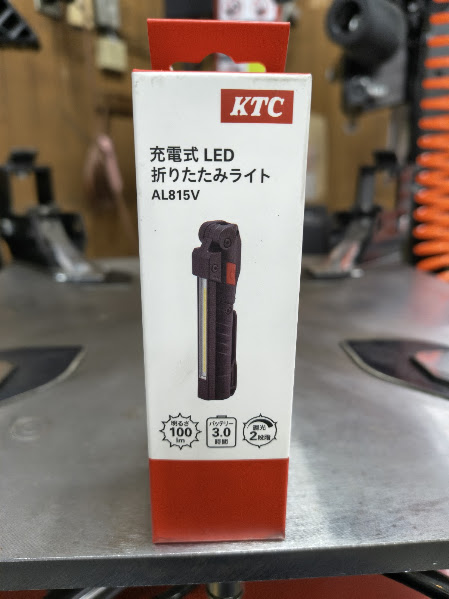 KTC
充電式 LED
折りたたみライト
AL815V
明るさ
100
lm
バッテリー
3.0
時間
調光
2段階